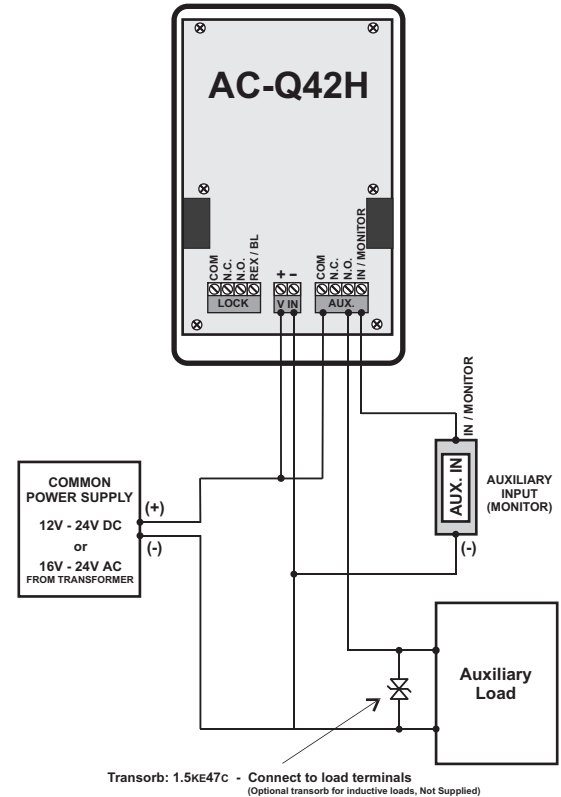 AC-Q42H
COM
N.C.
N.O.
REX / BL
LOCK
+ -
V IN
COM
N.C.
N.O.
IN / MONITOR
AUX.
IN / MONITOR
AUX. IN
AUXILIARY
INPUT
(MONITOR)
(-)
COMMON
POWER SUPPLY
12V - 24V DC
or
16V - 24V AC
FROM TRANSFORMER
(+)
(-)
Auxiliary
Load
Transorb: 1.5KE47C - Connect to load terminals
(Optional transorb for inductive loads, Not Supplied)